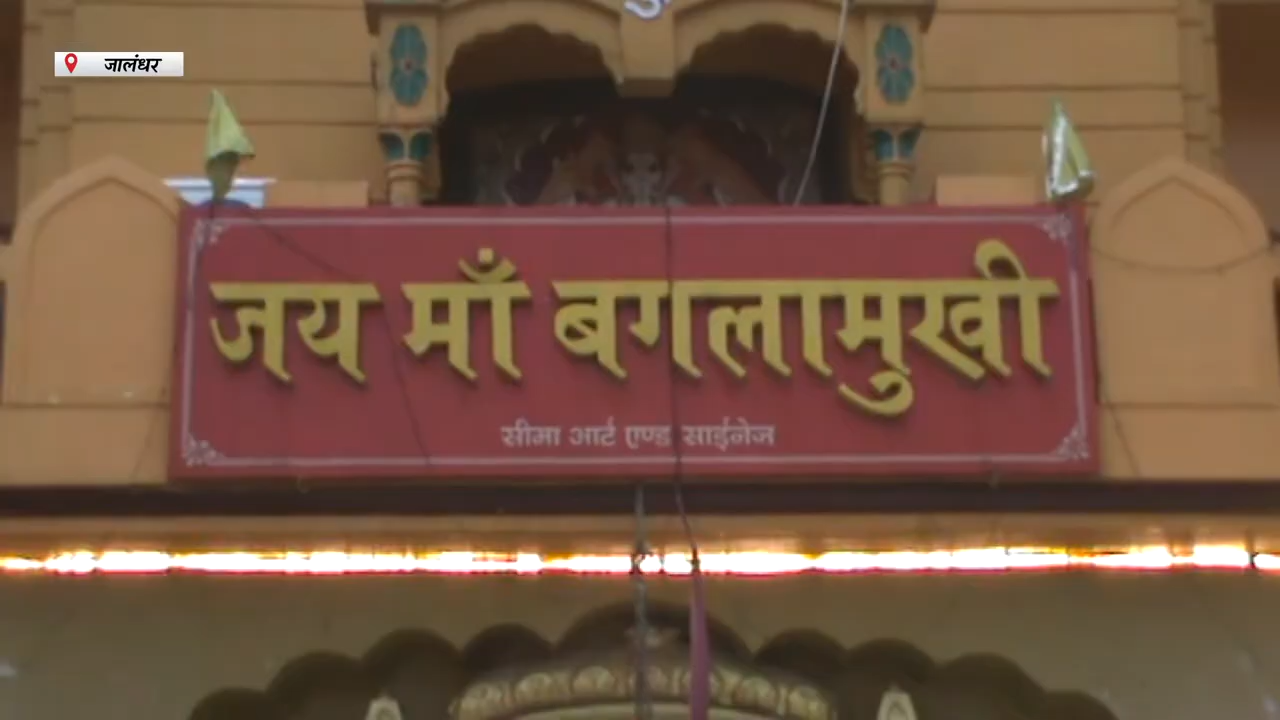 जालंधर
जय माँ बगलामुखी
सीमा आर्ट एण्ड साईनेज